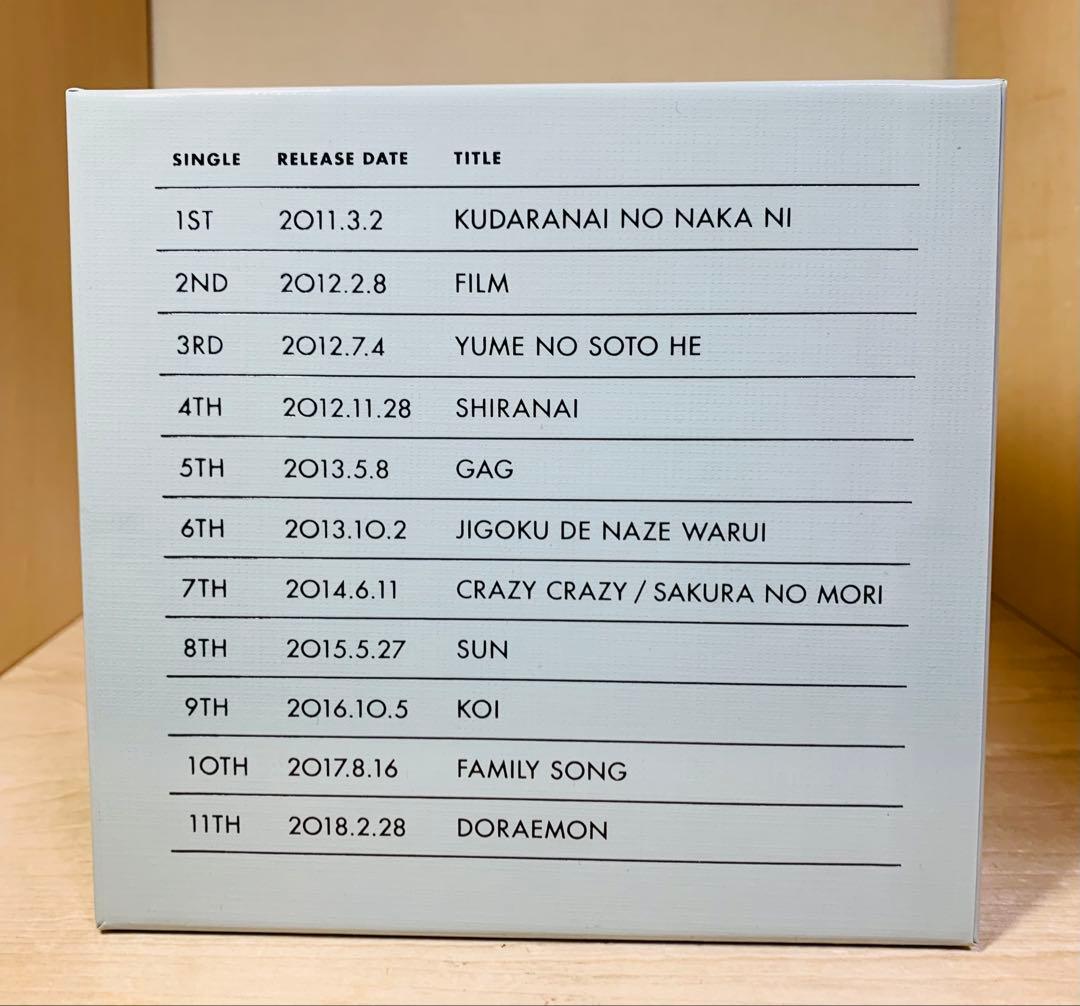 SINGLE RELEASE DATE TITLE
1ST 2011.3.2 KUDARANAI NO NAKA NI
2ND 2012.2.8 FILM
3RD 2012.7.4 YUME NO SOTO HE
4TH 2012.11.28 SHIRANAI
5TH 2013.5.8 GAG
6TH 2013.10.2 JIGOKU DE NAZE WARUI
7TH 2014.6.11 CRAZY CRAZY / SAKURA NO MORI
8TH 2015.5.27 SUN
9TH 2016.10.5 KOI
10TH 2017.8.16 FAMILY SONG
11TH 2018.2.28 DORAEMON